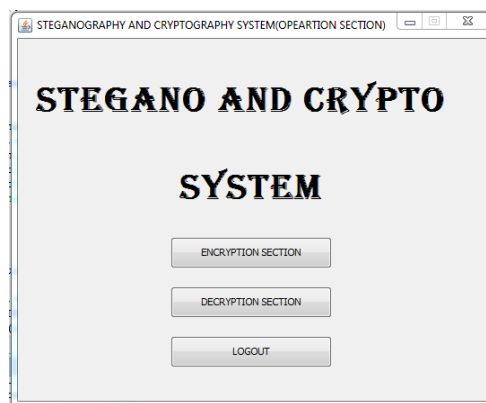 STEGANOGRAPHY AND CRYPTOGRAPHY SYSTEM(OPEARTION SECTION)
STEGANO AND CRYPTO
SYSTEM
ENCRYPTION SECTION
DECRYPTION SECTION
LOGOUT